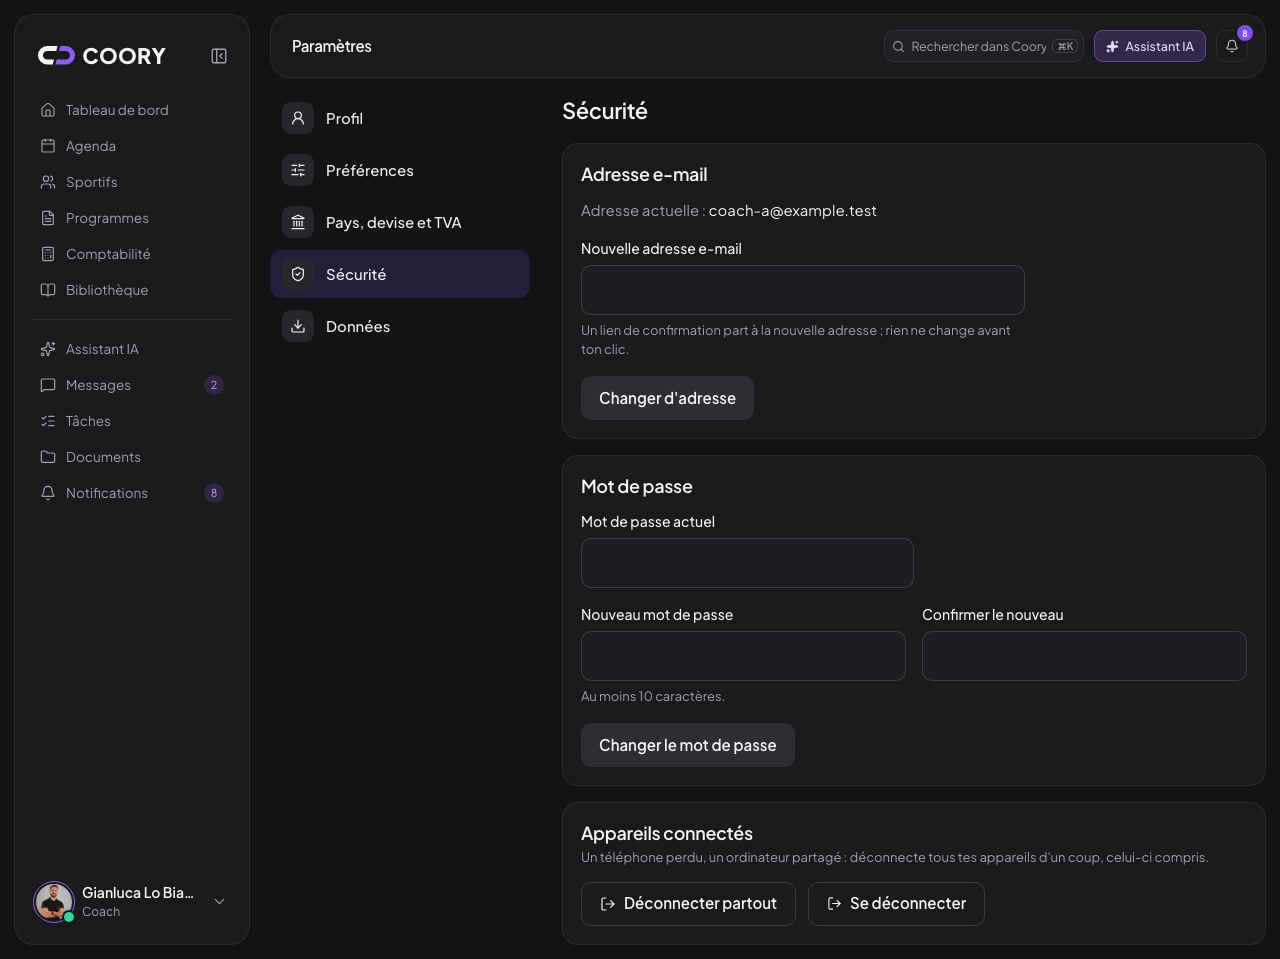 COORY
Tableau de bord
Agenda
Sportifs
Programmes
Comptabilité
Bibliothèque
Assistant IA
Messages 2
Tâches
Documents
Notifications 8
Gianluca Lo Bia…
Coach
Paramètres
Rechercher dans Coory ⌘K
Assistant IA
8
Profil
Préférences
Pays, devise et TVA
Sécurité
Données
Sécurité
Adresse e-mail
Adresse actuelle : coach-a@example.test
Nouvelle adresse e-mail
Un lien de confirmation part à la nouvelle adresse ; rien ne change avant
ton clic.
Changer d'adresse
Mot de passe
Mot de passe actuel
Nouveau mot de passe
Confirmer le nouveau
Au moins 10 caractères.
Changer le mot de passe
Appareils connectés
Un téléphone perdu, un ordinateur partagé : déconnecte tous tes appareils d'un coup, celui-ci compris.
Déconnecter partout
Se déconnecter